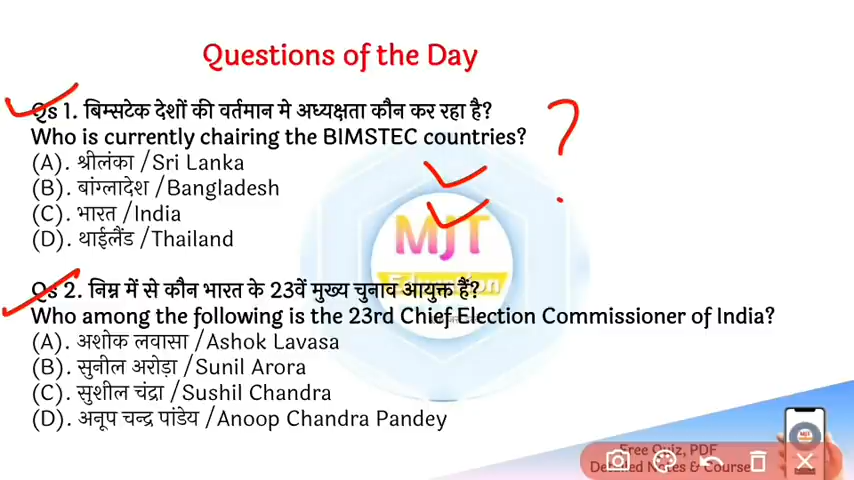 Questions of the Day
Qs 1. बिम्सटेक देशों की वर्तमान मे अध्यक्षता कौन कर रहा है?
Who is currently chairing the BIMSTEC countries?
(A). श्रीलंका /Sri Lanka
(B). बांग्लादेश /Bangladesh
(C). भारत /India
(D). थाईलैंड /Thailand
MJT
Education
Qs 2. निम्न में से कौन भारत के 23वें मुख्य चुनाव आयुक्त हैं?
Who among the following is the 23rd Chief Election Commissioner of India?
(A). अशोक लवासा /Ashok Lavasa
(B). सुनील अरोड़ा /Sunil Arora
(C). सुशील चंद्रा /Sushil Chandra
(D). अनूप चन्द्र पांडेय /Anoop Chandra Pandey
Free Quiz, PDF
Detailed Notes & Course
MJT